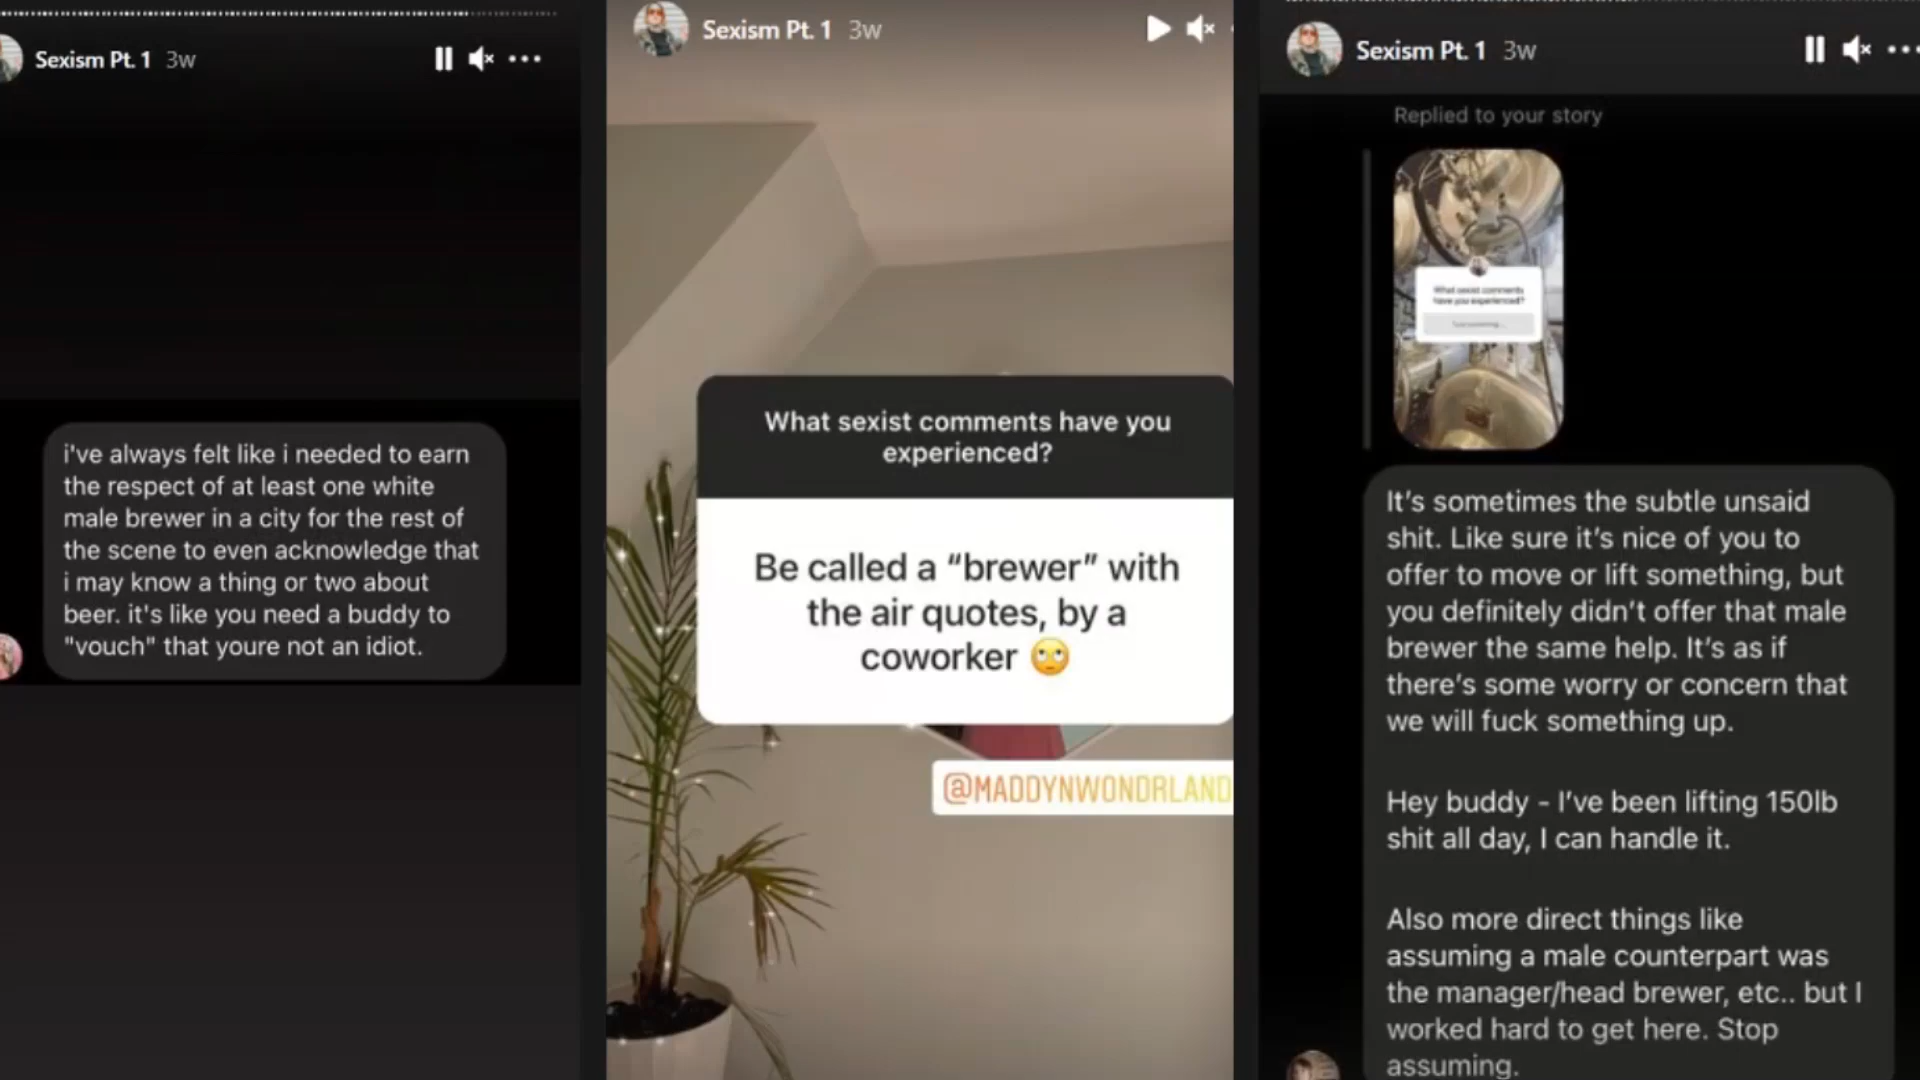 Sexism Pt. 1 3w
i've always felt like i needed to earn
the respect of at least one white
male brewer in a city for the rest of
the scene to even acknowledge that
i may know a thing or two about
beer. it's like you need a buddy to
"vouch" that youre not an idiot.
Sexism Pt. 1 3w
What sexist comments have you
experienced?
Be called a “brewer” with
the air quotes, by a
coworker 🙄
@MADDYNWONDRLAND
Sexism Pt. 1 3w
Replied to your story
What sexist comments
have you experienced?
It’s sometimes the subtle unsaid
shit. Like sure it’s nice of you to
offer to move or lift something, but
you definitely didn’t offer that male
brewer the same help. It’s as if
there’s some worry or concern that
we will fuck something up.
Hey buddy - I’ve been lifting 150lb
shit all day, I can handle it.
Also more direct things like
assuming a male counterpart was
the manager/head brewer, etc.. but I
worked hard to get here. Stop
assuming.